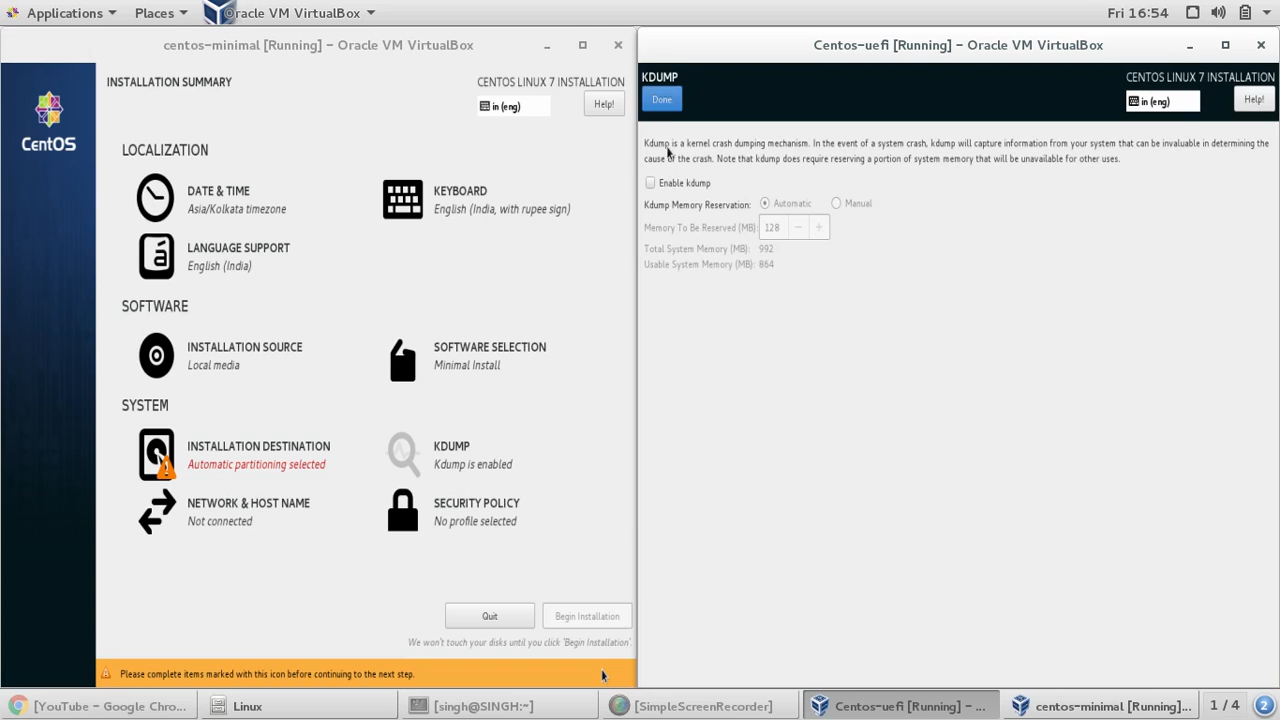 Applications
Places
Oracle VM VirtualBox
Fri 16:54
centos-minimal [Running] - Oracle VM VirtualBox
CentOS
INSTALLATION SUMMARY
CENTOS LINUX 7 INSTALLATION
in (eng)
Help!
LOCALIZATION
DATE & TIME
Asia/Kolkata timezone
KEYBOARD
English (India, with rupee sign)
LANGUAGE SUPPORT
English (India)
SOFTWARE
INSTALLATION SOURCE
Local media
SOFTWARE SELECTION
Minimal Install
SYSTEM
INSTALLATION DESTINATION
Automatic partitioning selected
KDUMP
Kdump is enabled
NETWORK & HOST NAME
Not connected
SECURITY POLICY
No profile selected
Quit
Begin Installation
We won't touch your disks until you click 'Begin Installation'.
Please complete items marked with this icon before continuing to the next step.
Centos-uefi [Running] - Oracle VM VirtualBox
KDUMP
Done
CENTOS LINUX 7 INSTALLATION
in (eng)
Help!
Kdump is a kernel crash dumping mechanism. In the event of a system crash, kdump will capture information from your system that can be invaluable in determining the
cause of the crash. Note that kdump does require reserving a portion of system memory that will be unavailable for other uses.
Enable kdump
Kdump Memory Reservation: Automatic Manual
Memory To Be Reserved (MB): 128 - +
Total System Memory (MB): 992
Usable System Memory (MB): 864
[YouTube - Google Chro...
Linux
[singh@SINGH:~]
[SimpleScreenRecorder]
Centos-uefi [Running] - ...
centos-minimal [Running]...
1 / 4
2